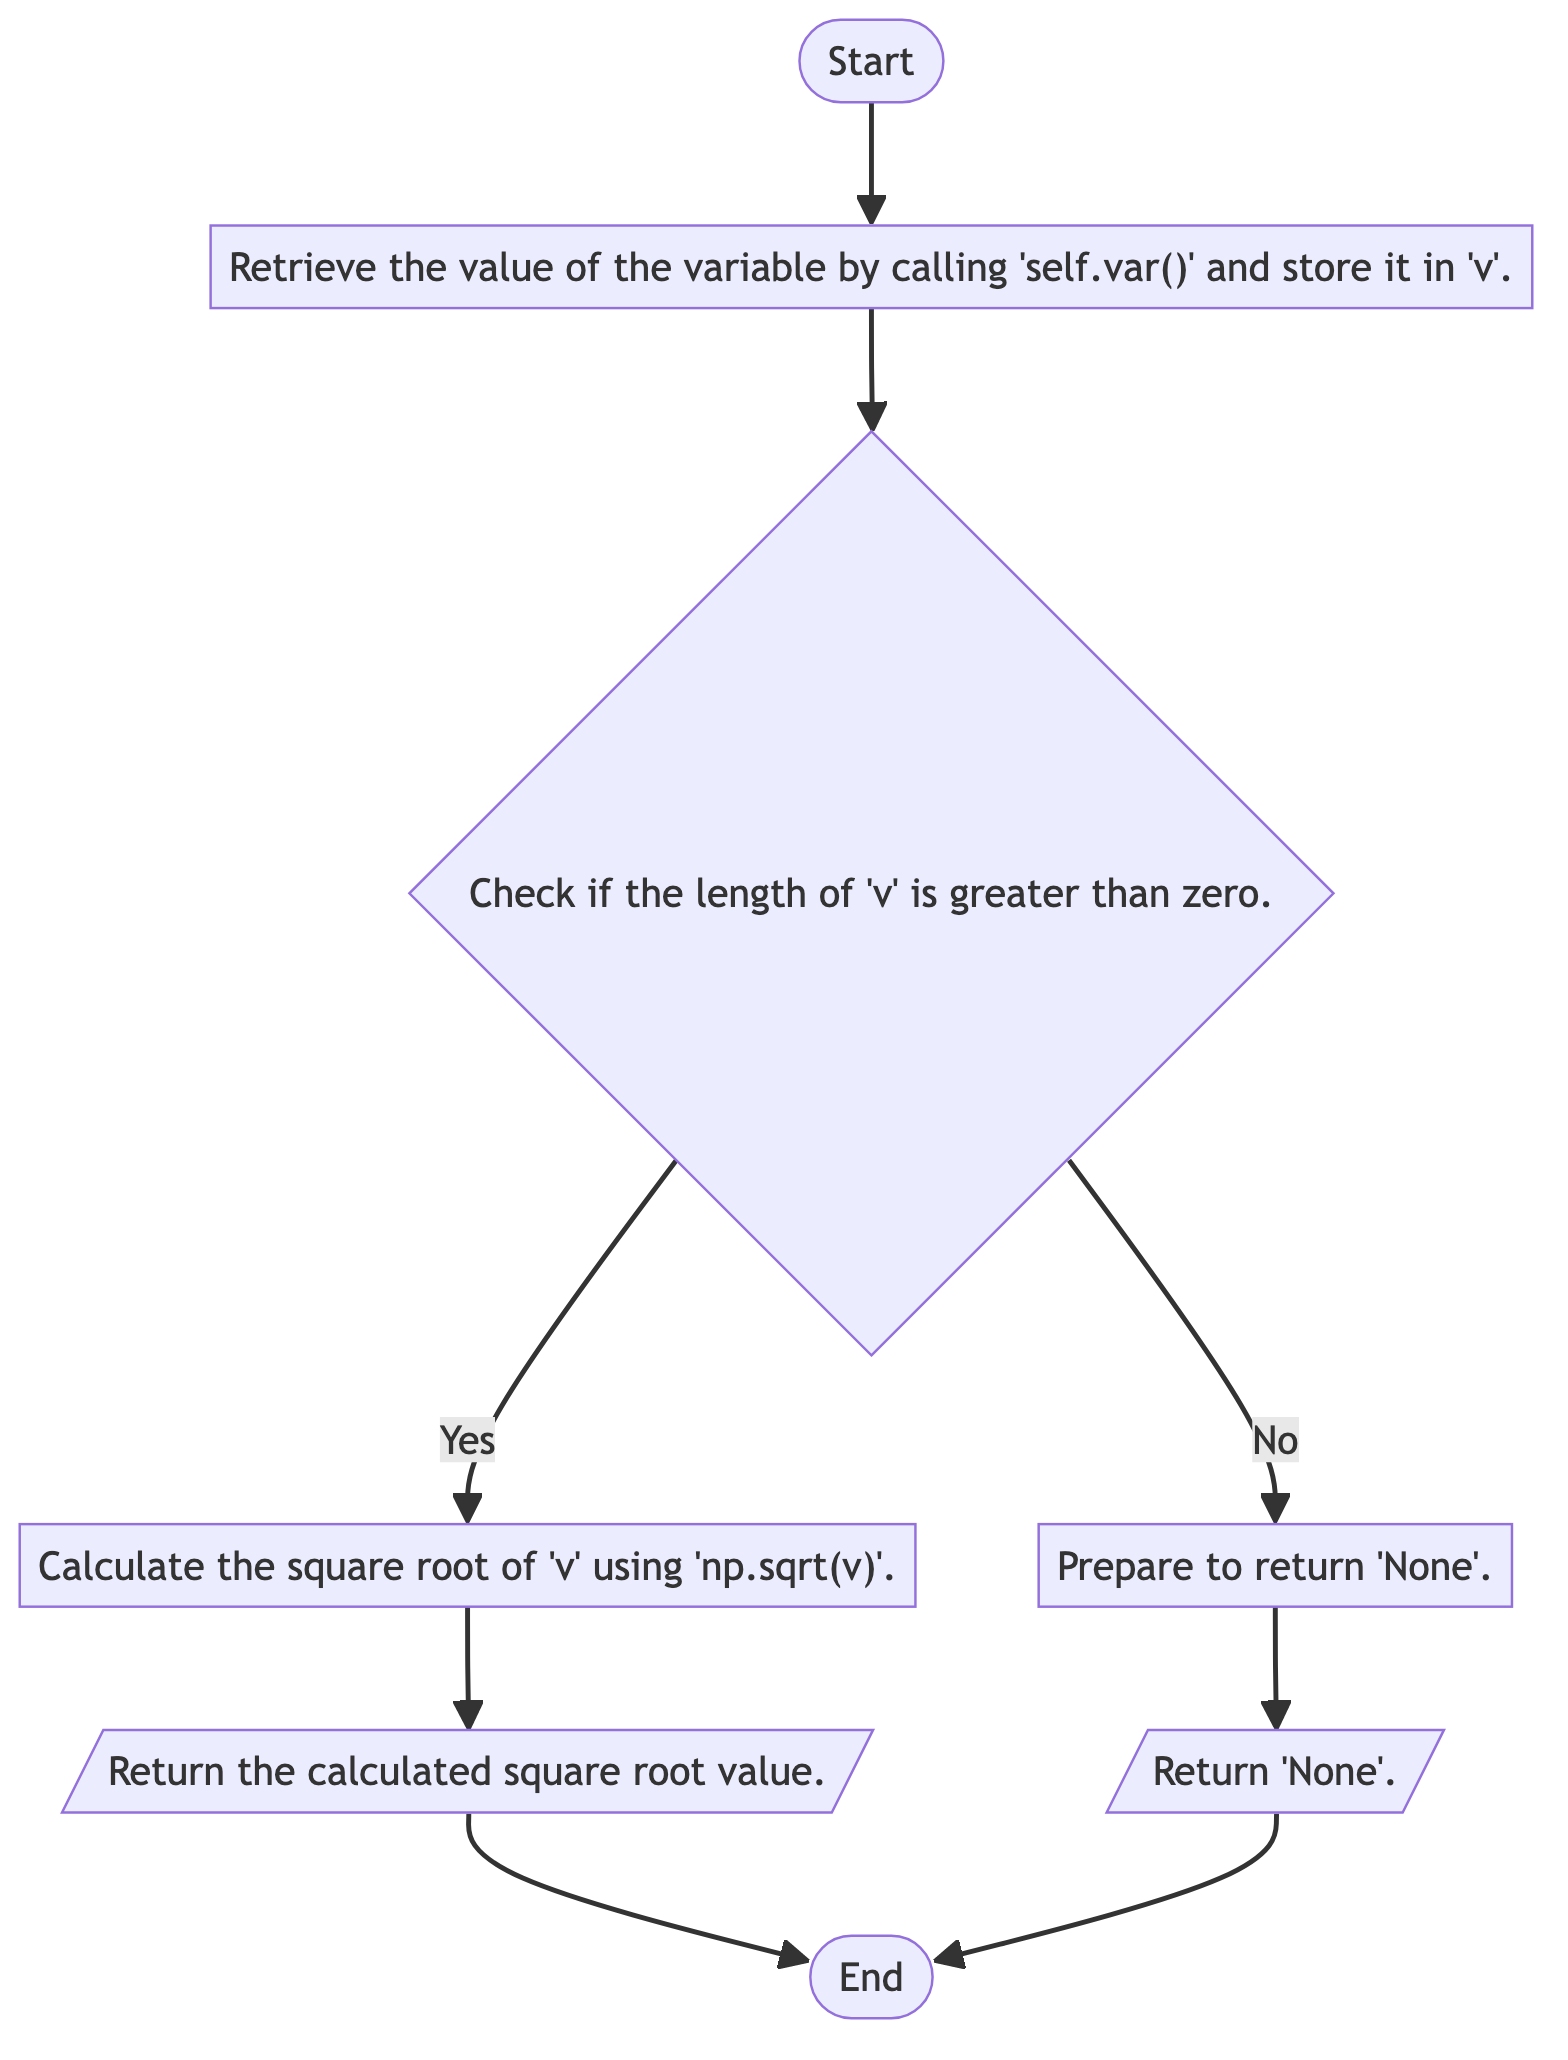 Start
Retrieve the value of the variable by calling 'self.var()' and store it in 'v'.
Check if the length of 'v' is greater than zero.
Yes
No
Calculate the square root of 'v' using 'np.sqrt(v)'.
Prepare to return 'None'.
Return the calculated square root value.
Return 'None'.
End